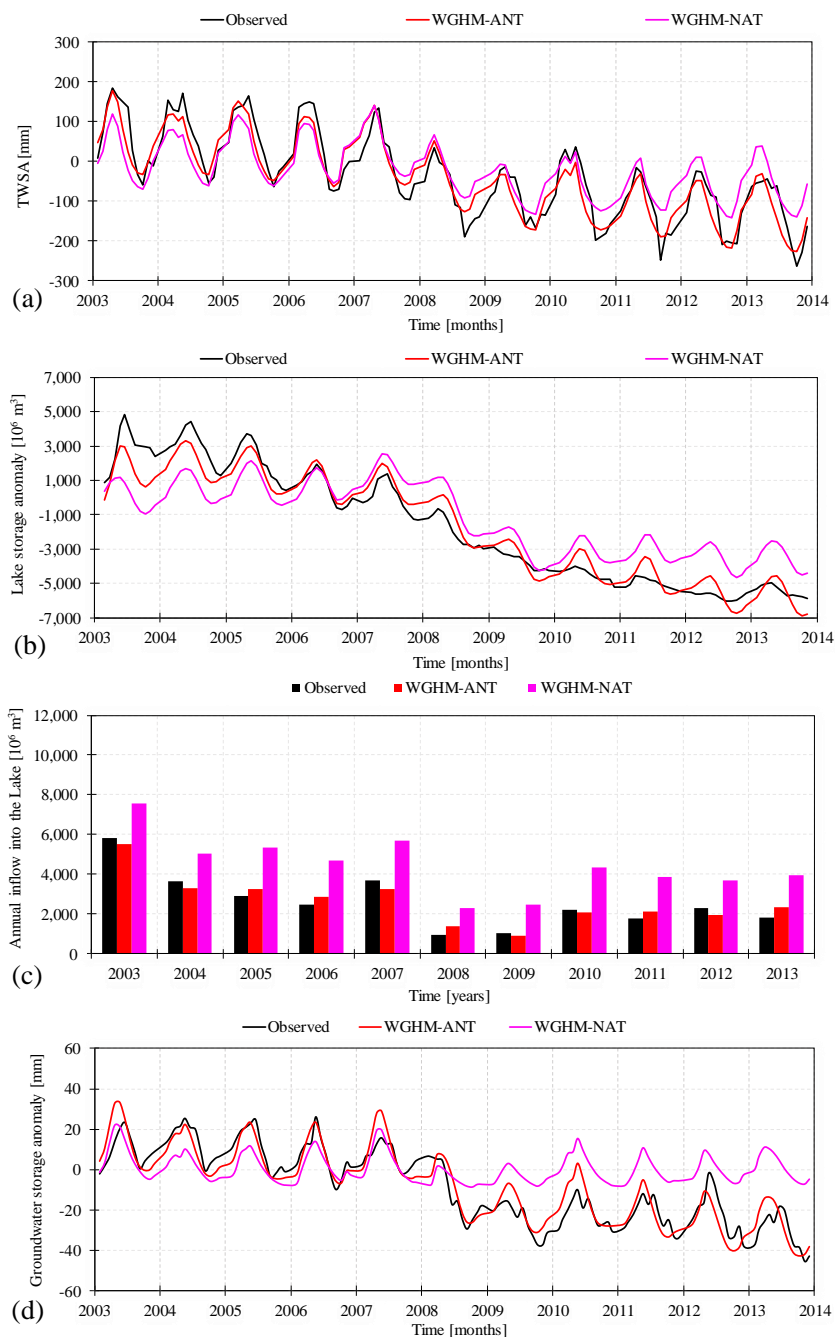 Observed WGHM-ANT WGHM-NAT
300
200
100
0
-100
-200
-300
TWSA [mm]
2003 2004 2005 2006 2007 2008 2009 2010 2011 2012 2013 2014
Time [months]
(a)
Observed WGHM-ANT WGHM-NAT
7,000
5,000
3,000
1,000
-1,000
-3,000
-5,000
-7,000
Lake storage anomaly [10⁶ m³]
2003 2004 2005 2006 2007 2008 2009 2010 2011 2012 2013 2014
Time [months]
(b)
Observed WGHM-ANT WGHM-NAT
12,000
10,000
8,000
6,000
4,000
2,000
0
Annual inflow into the Lake [10⁶ m³]
2003 2004 2005 2006 2007 2008 2009 2010 2011 2012 2013
Time [years]
(c)
Observed WGHM-ANT WGHM-NAT
60
40
20
0
-20
-40
-60
Groundwater storage anomaly [mm]
2003 2004 2005 2006 2007 2008 2009 2010 2011 2012 2013 2014
Time [months]
(d)